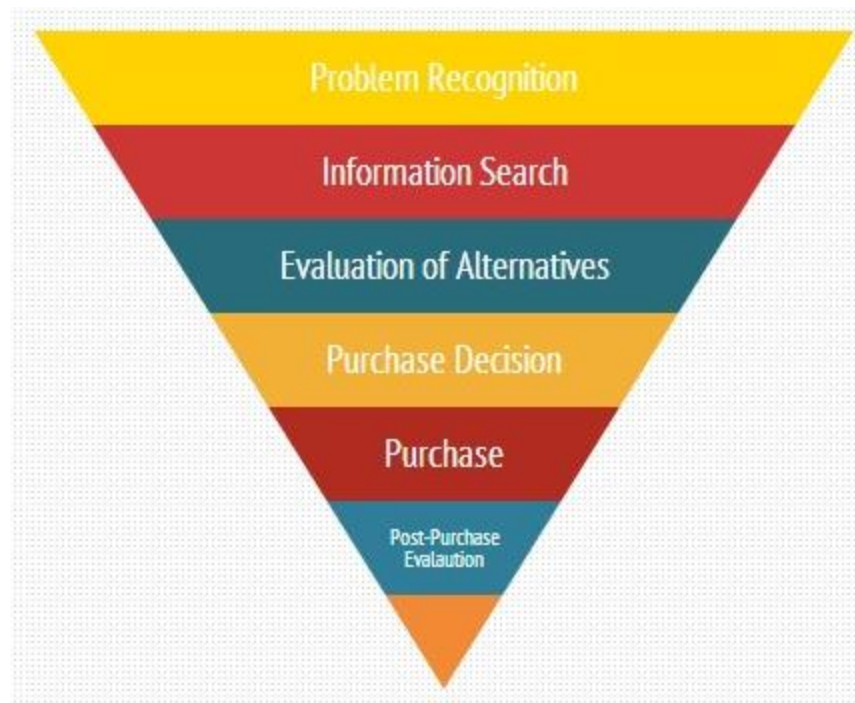 Problem Recognition
Information Search
Evaluation of Alternatives
Purchase Decision
Purchase
Post-Purchase
Evalaution